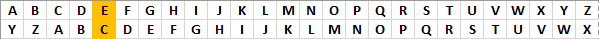 A B C D E F G H I J K L M N O P Q R S T U V W X Y Z
Y Z A B C D E F G H I J K L M N O P Q R S T U V W X